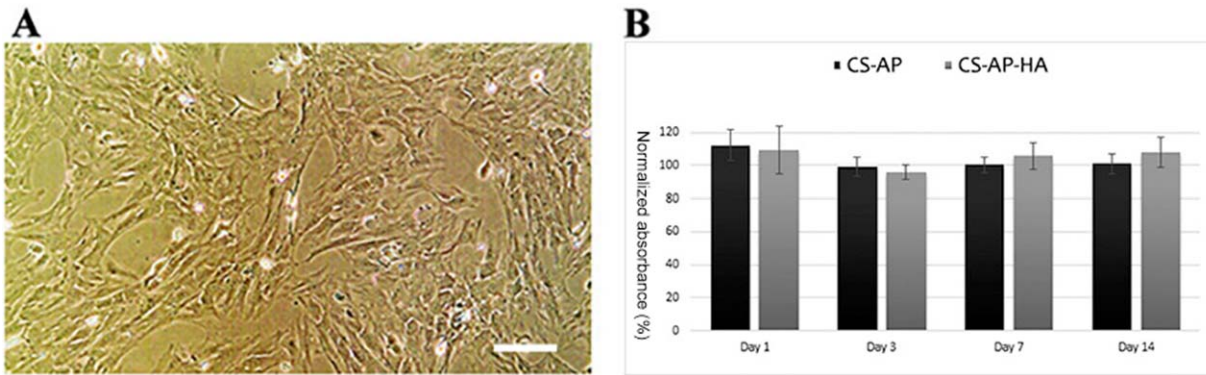 A
B
CS-AP CS-AP-HA
Normalized absorbance (%)
120
100
80
60
40
20
0
Day 1 Day 3 Day 7 Day 14